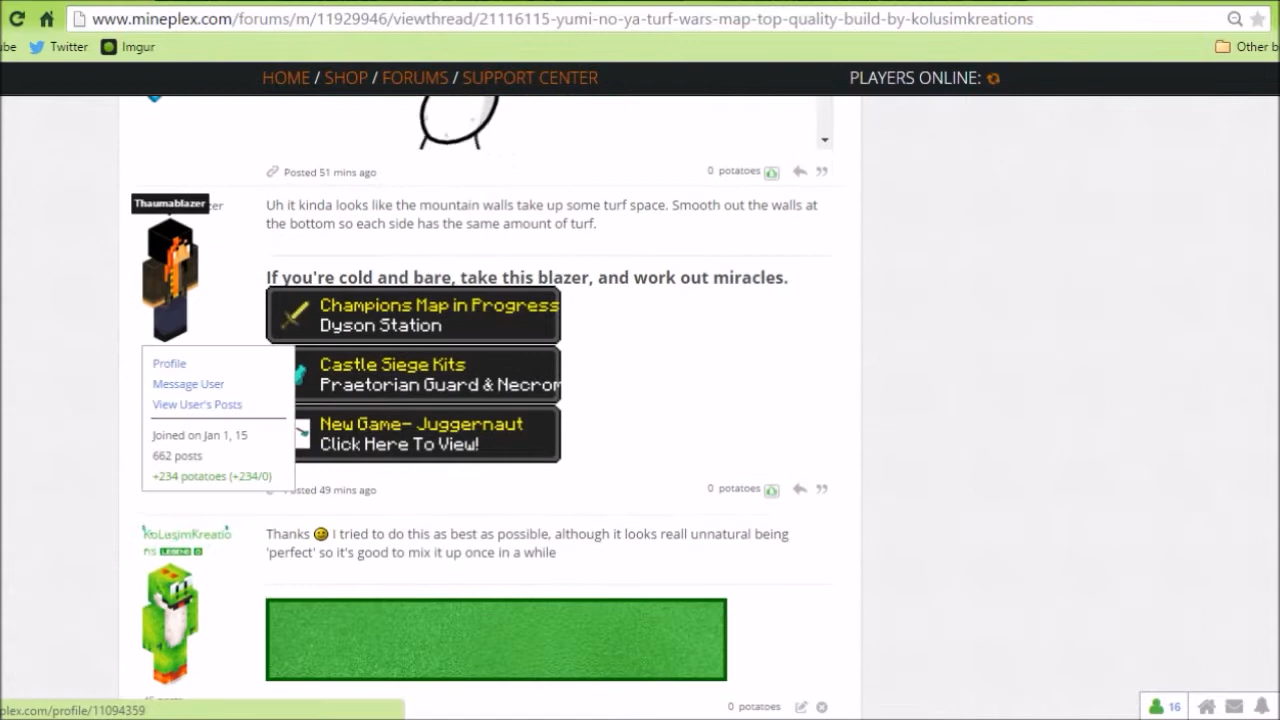 www.mineplex.com/forums/m/11929946/viewthread/21116115-yumi-no-ya-turf-wars-map-top-quality-build-by-kolusimkreations
be Twitter Imgur Other b
HOME / SHOP / FORUMS / SUPPORT CENTER PLAYERS ONLINE:
Posted 51 mins ago 0 potatoes
Thaumablazer
zer
Uh it kinda looks like the mountain walls take up some turf space. Smooth out the walls at
the bottom so each side has the same amount of turf.
If you're cold and bare, take this blazer, and work out miracles.
Champions Map in Progress
Dyson Station
Castle Siege Kits
Praetorian Guard & Necrom
New Game- Juggernaut
Click Here To View!
Profile
Message User
View User's Posts
Joined on Jan 1, 15
662 posts
+234 potatoes (+234/0)
osted 49 mins ago 0 potatoes
KoLusimKreatio
ns LEGEND
Thanks I tried to do this as best as possible, although it looks reall unnatural being
'perfect' so it's good to mix it up once in a while
0 potatoes
plex.com/profile/11094359
16